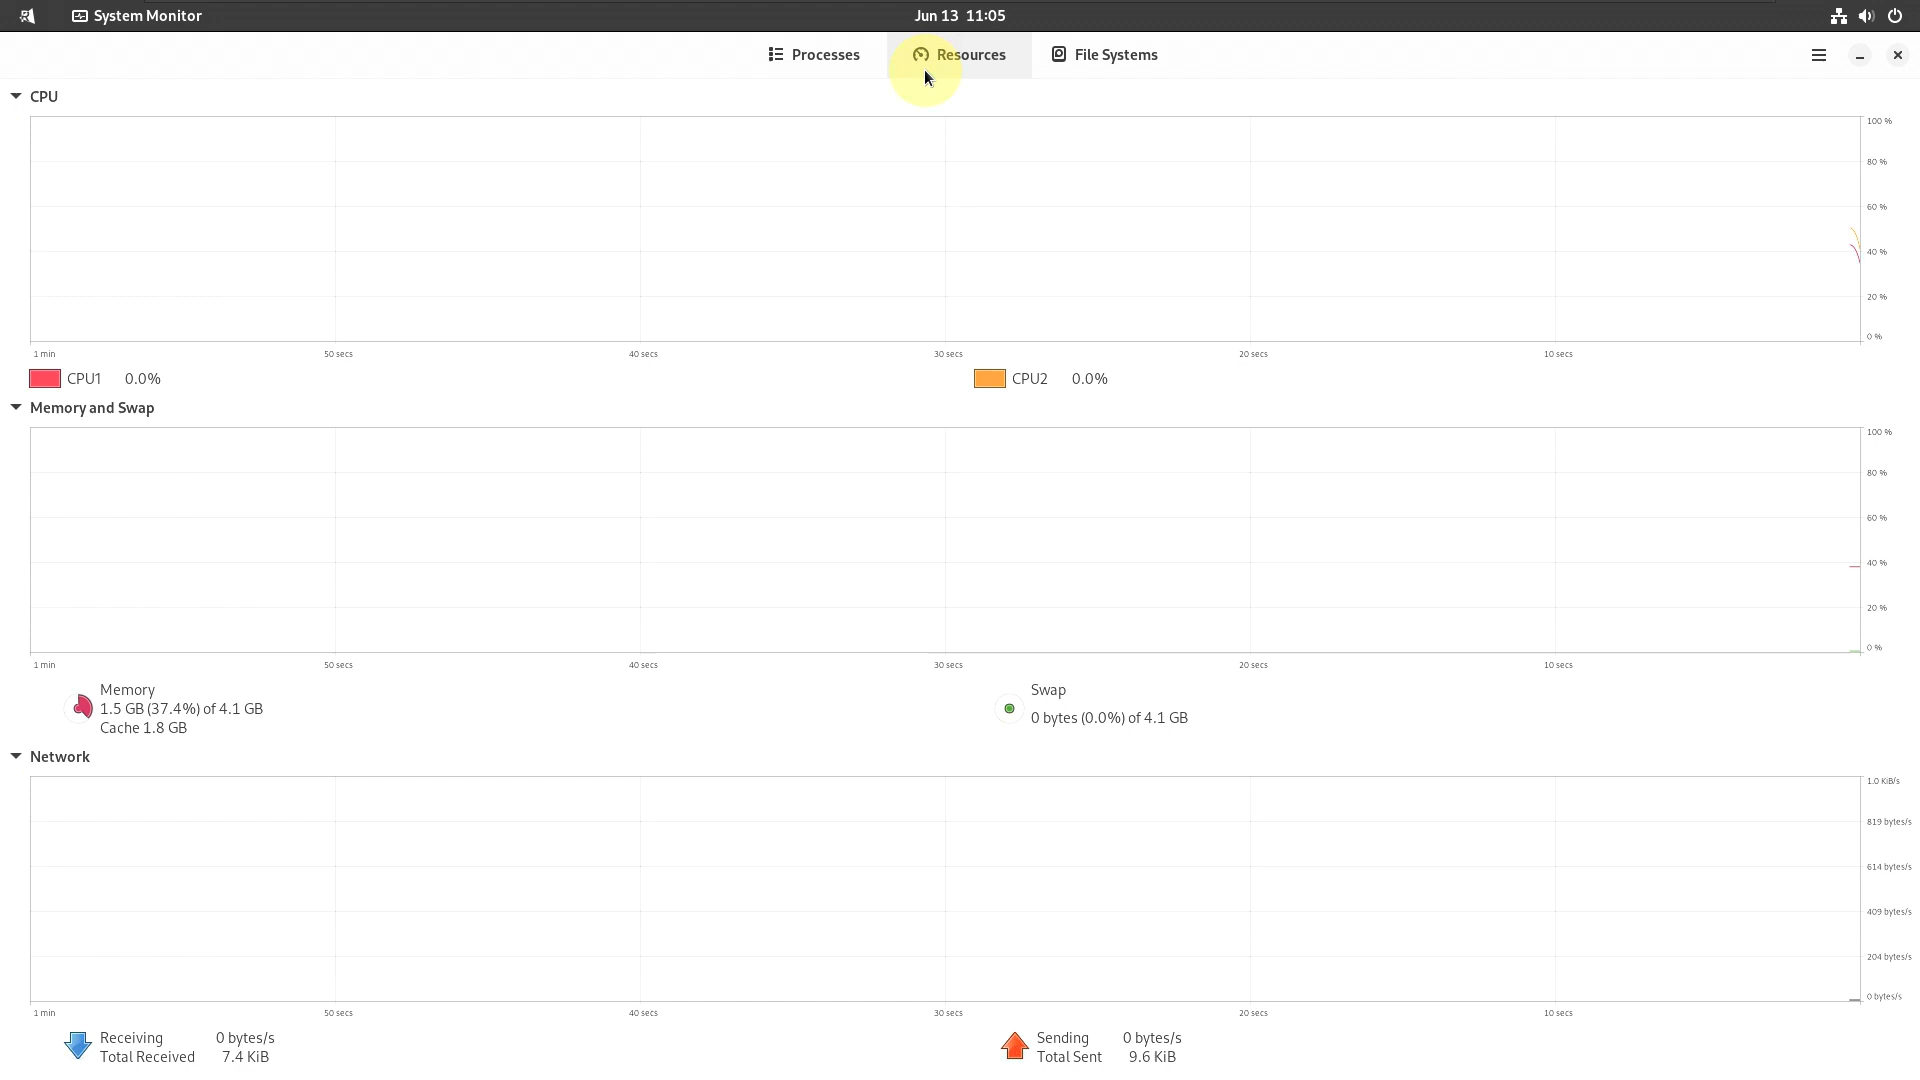 System Monitor
Jun 13 11:05
Processes
Resources
File Systems
CPU
100 %
80 %
60 %
40 %
20 %
0 %
1 min 50 secs 40 secs 30 secs 20 secs 10 secs
CPU1 0.0% CPU2 0.0%
Memory and Swap
100 %
80 %
60 %
40 %
20 %
0 %
1 min 50 secs 40 secs 30 secs 20 secs 10 secs
Memory
1.5 GB (37.4%) of 4.1 GB
Cache 1.8 GB
Swap
0 bytes (0.0%) of 4.1 GB
Network
1.0 KiB/s
819 bytes/s
614 bytes/s
409 bytes/s
204 bytes/s
0 bytes/s
1 min 50 secs 40 secs 30 secs 20 secs 10 secs
Receiving 0 bytes/s
Total Received 7.4 KiB
Sending 0 bytes/s
Total Sent 9.6 KiB